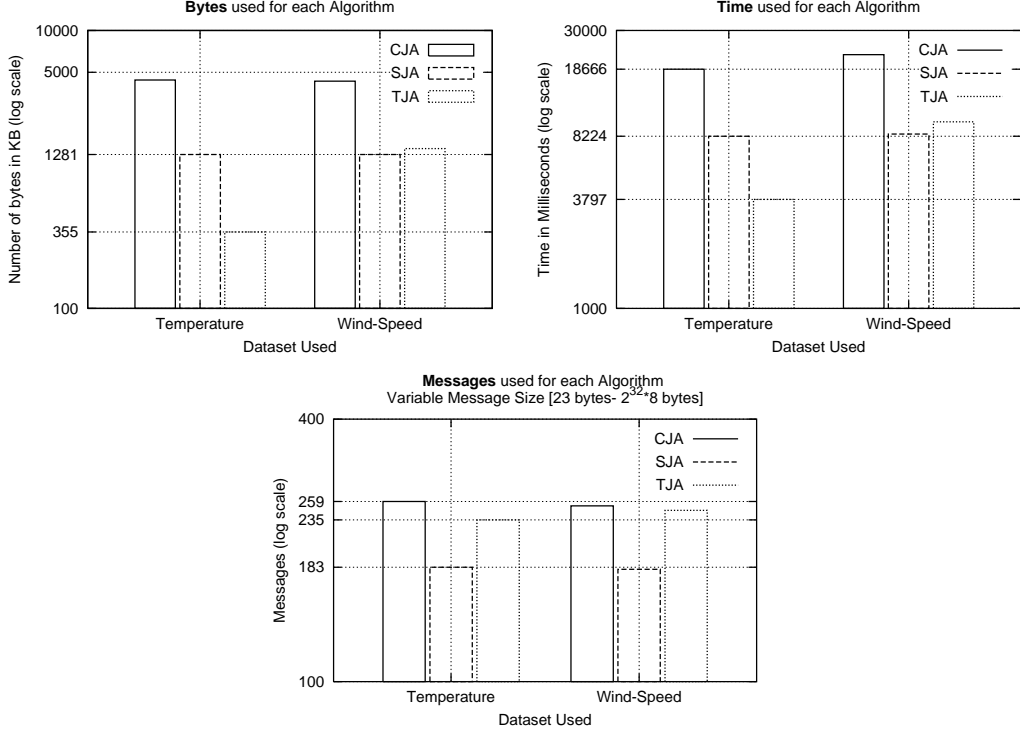 Bytes used for each Algorithm
Number of bytes in KB (log scale)
10000
5000
1281
355
100
CJA
SJA
TJA
Temperature
Wind-Speed
Dataset Used
Time used for each Algorithm
Time in Milliseconds (log scale)
30000
18666
8224
3797
1000
CJA
SJA
TJA
Temperature
Wind-Speed
Dataset Used
Messages used for each Algorithm
Variable Message Size [23 bytes- 2^32*8 bytes]
Messages (log scale)
400
259
235
183
100
CJA
SJA
TJA
Temperature
Wind-Speed
Dataset Used